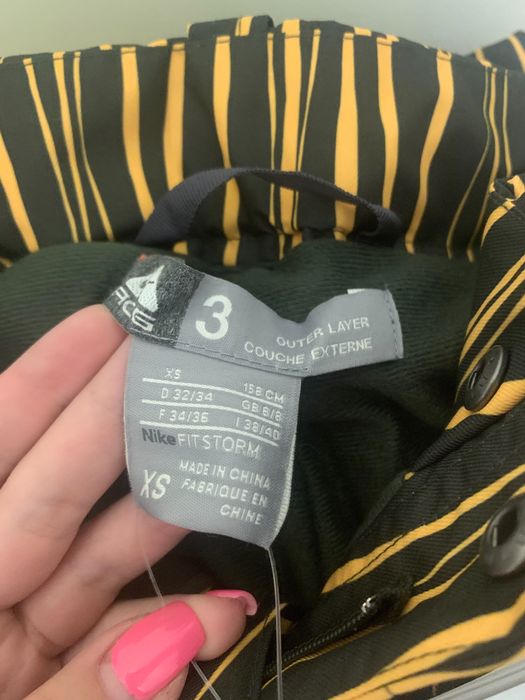 ACG
3
OUTER LAYER
COUCHE EXTERNE
XS 158 CM
D 32/34 GB 6/8
F 34/36 I 38/40
Nike FIT STORM
XS
MADE IN CHINA
FABRIQUE EN
CHINE